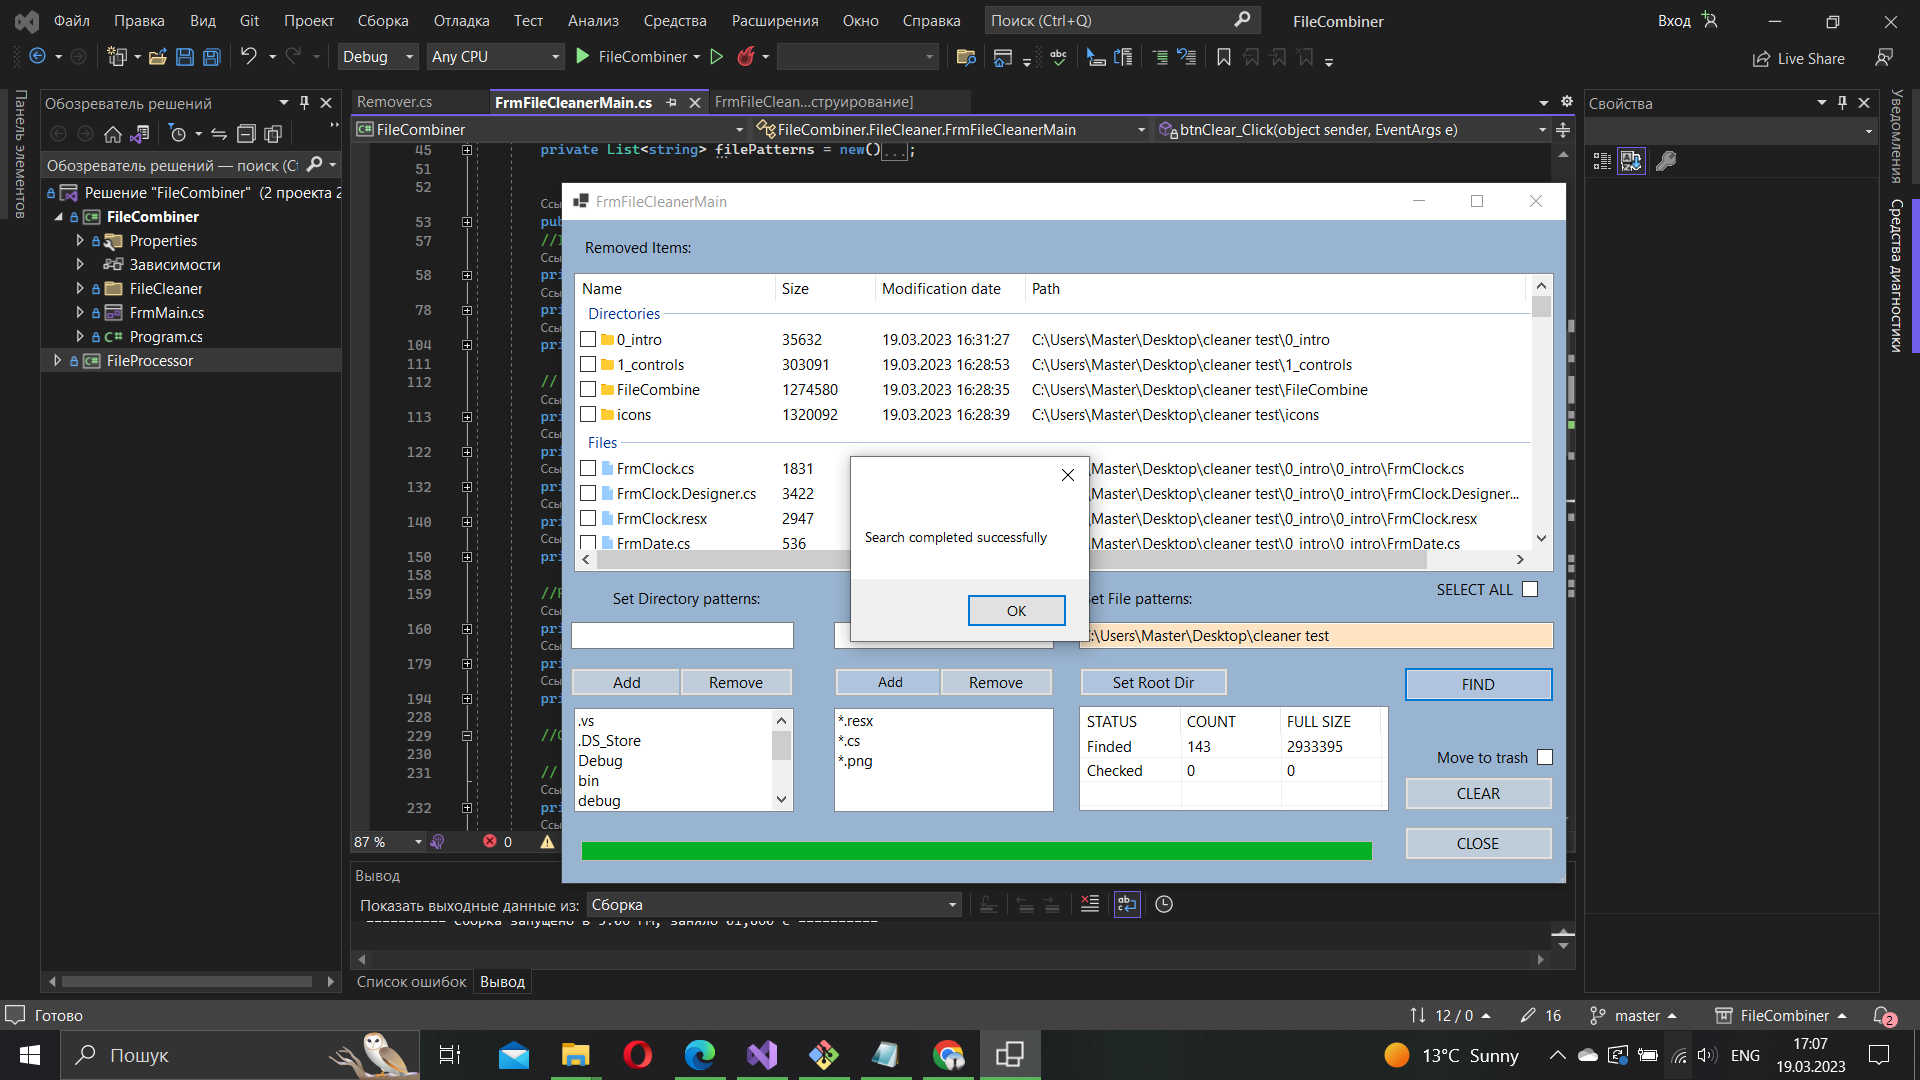 Файл Правка Вид Git Проект Сборка Отладка Тест Анализ Средства Расширения Окно Справка Поиск (Ctrl+Q) FileCombiner Вход
Debug Any CPU FileCombiner Live Share
Панель элементов
Обозреватель решений
Обозреватель решений — поиск (Ct
Решение "FileCombiner" (2 проекта 2
FileCombiner
Properties
Зависимости
FileCleaner
FrmMain.cs
Program.cs
FileProcessor
Remover.cs FrmFileCleanerMain.cs FrmFileClean...струирование]
FileCombiner FileCombiner.FileCleaner.FrmFileCleanerMain btnClear_Click(object sender, EventArgs e)
45 private List<string> filePatterns = new()...;
51
52
53
57
58
78
104
111
112 //
113
122
132
140
150
158
159
160
179
194
228
229
230
231 //
232
87 % 0
FrmFileCleanerMain
Removed Items:
Name Size Modification date Path
Directories
0_intro 35632 19.03.2023 16:31:27 C:\Users\Master\Desktop\cleaner test\0_intro
1_controls 303091 19.03.2023 16:28:53 C:\Users\Master\Desktop\cleaner test\1_controls
FileCombine 1274580 19.03.2023 16:28:35 C:\Users\Master\Desktop\cleaner test\FileCombine
icons 1320092 19.03.2023 16:28:39 C:\Users\Master\Desktop\cleaner test\icons
Files
FrmClock.cs 1831 \Master\Desktop\cleaner test\0_intro\0_intro\FrmClock.cs
FrmClock.Designer.cs 3422 \Master\Desktop\cleaner test\0_intro\0_intro\FrmClock.Designer...
FrmClock.resx 2947 \Master\Desktop\cleaner test\0_intro\0_intro\FrmClock.resx
FrmDate.cs 536 \Master\Desktop\cleaner test\0_intro\0_intro\FrmDate.cs
Search completed successfully
OK
SELECT ALL
Set Directory patterns: et File patterns:
:\Users\Master\Desktop\cleaner test
Add Remove Add Remove Set Root Dir FIND
.vs
.DS_Store
Debug
bin
debug
*.resx
*.cs
*.png
STATUS COUNT FULL SIZE
Finded 143 2933395
Checked 0 0
Move to trash
CLEAR
CLOSE
Вывод
Показать выходные данные из: Сборка
Список ошибок Вывод
Свойства
Уведомления
Средства диагностики
Готово 12 / 0 16 master FileCombiner 2
Пошук 13°C Sunny ENG 17:07
19.03.2023